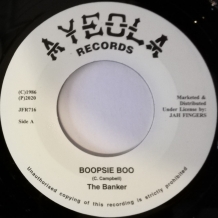 AYEOLA
RECORDS
(C)1986
(P)2020
JFR716
Side A
Marketed &
Distributed
Under License by:
JAH FINGERS
BOOPSIE BOO
(C. Campbell)
The Banker
Unauthorised copying of this recording is strictly prohibited